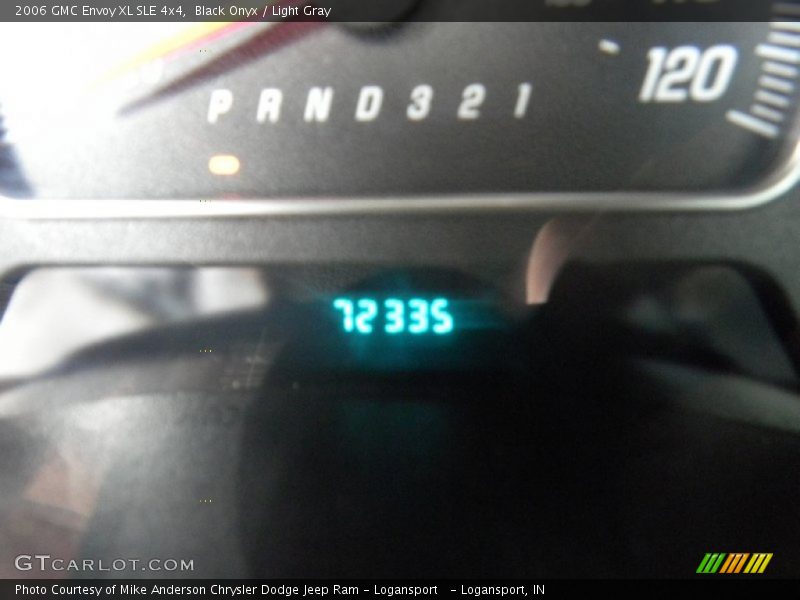 2006 GMC Envoy XL SLE 4x4, Black Onyx / Light Gray
120
P R N D 3 2 1
72335
GTCARLOT.COM
Photo Courtesy of Mike Anderson Chrysler Dodge Jeep Ram - Logansport - Logansport, IN